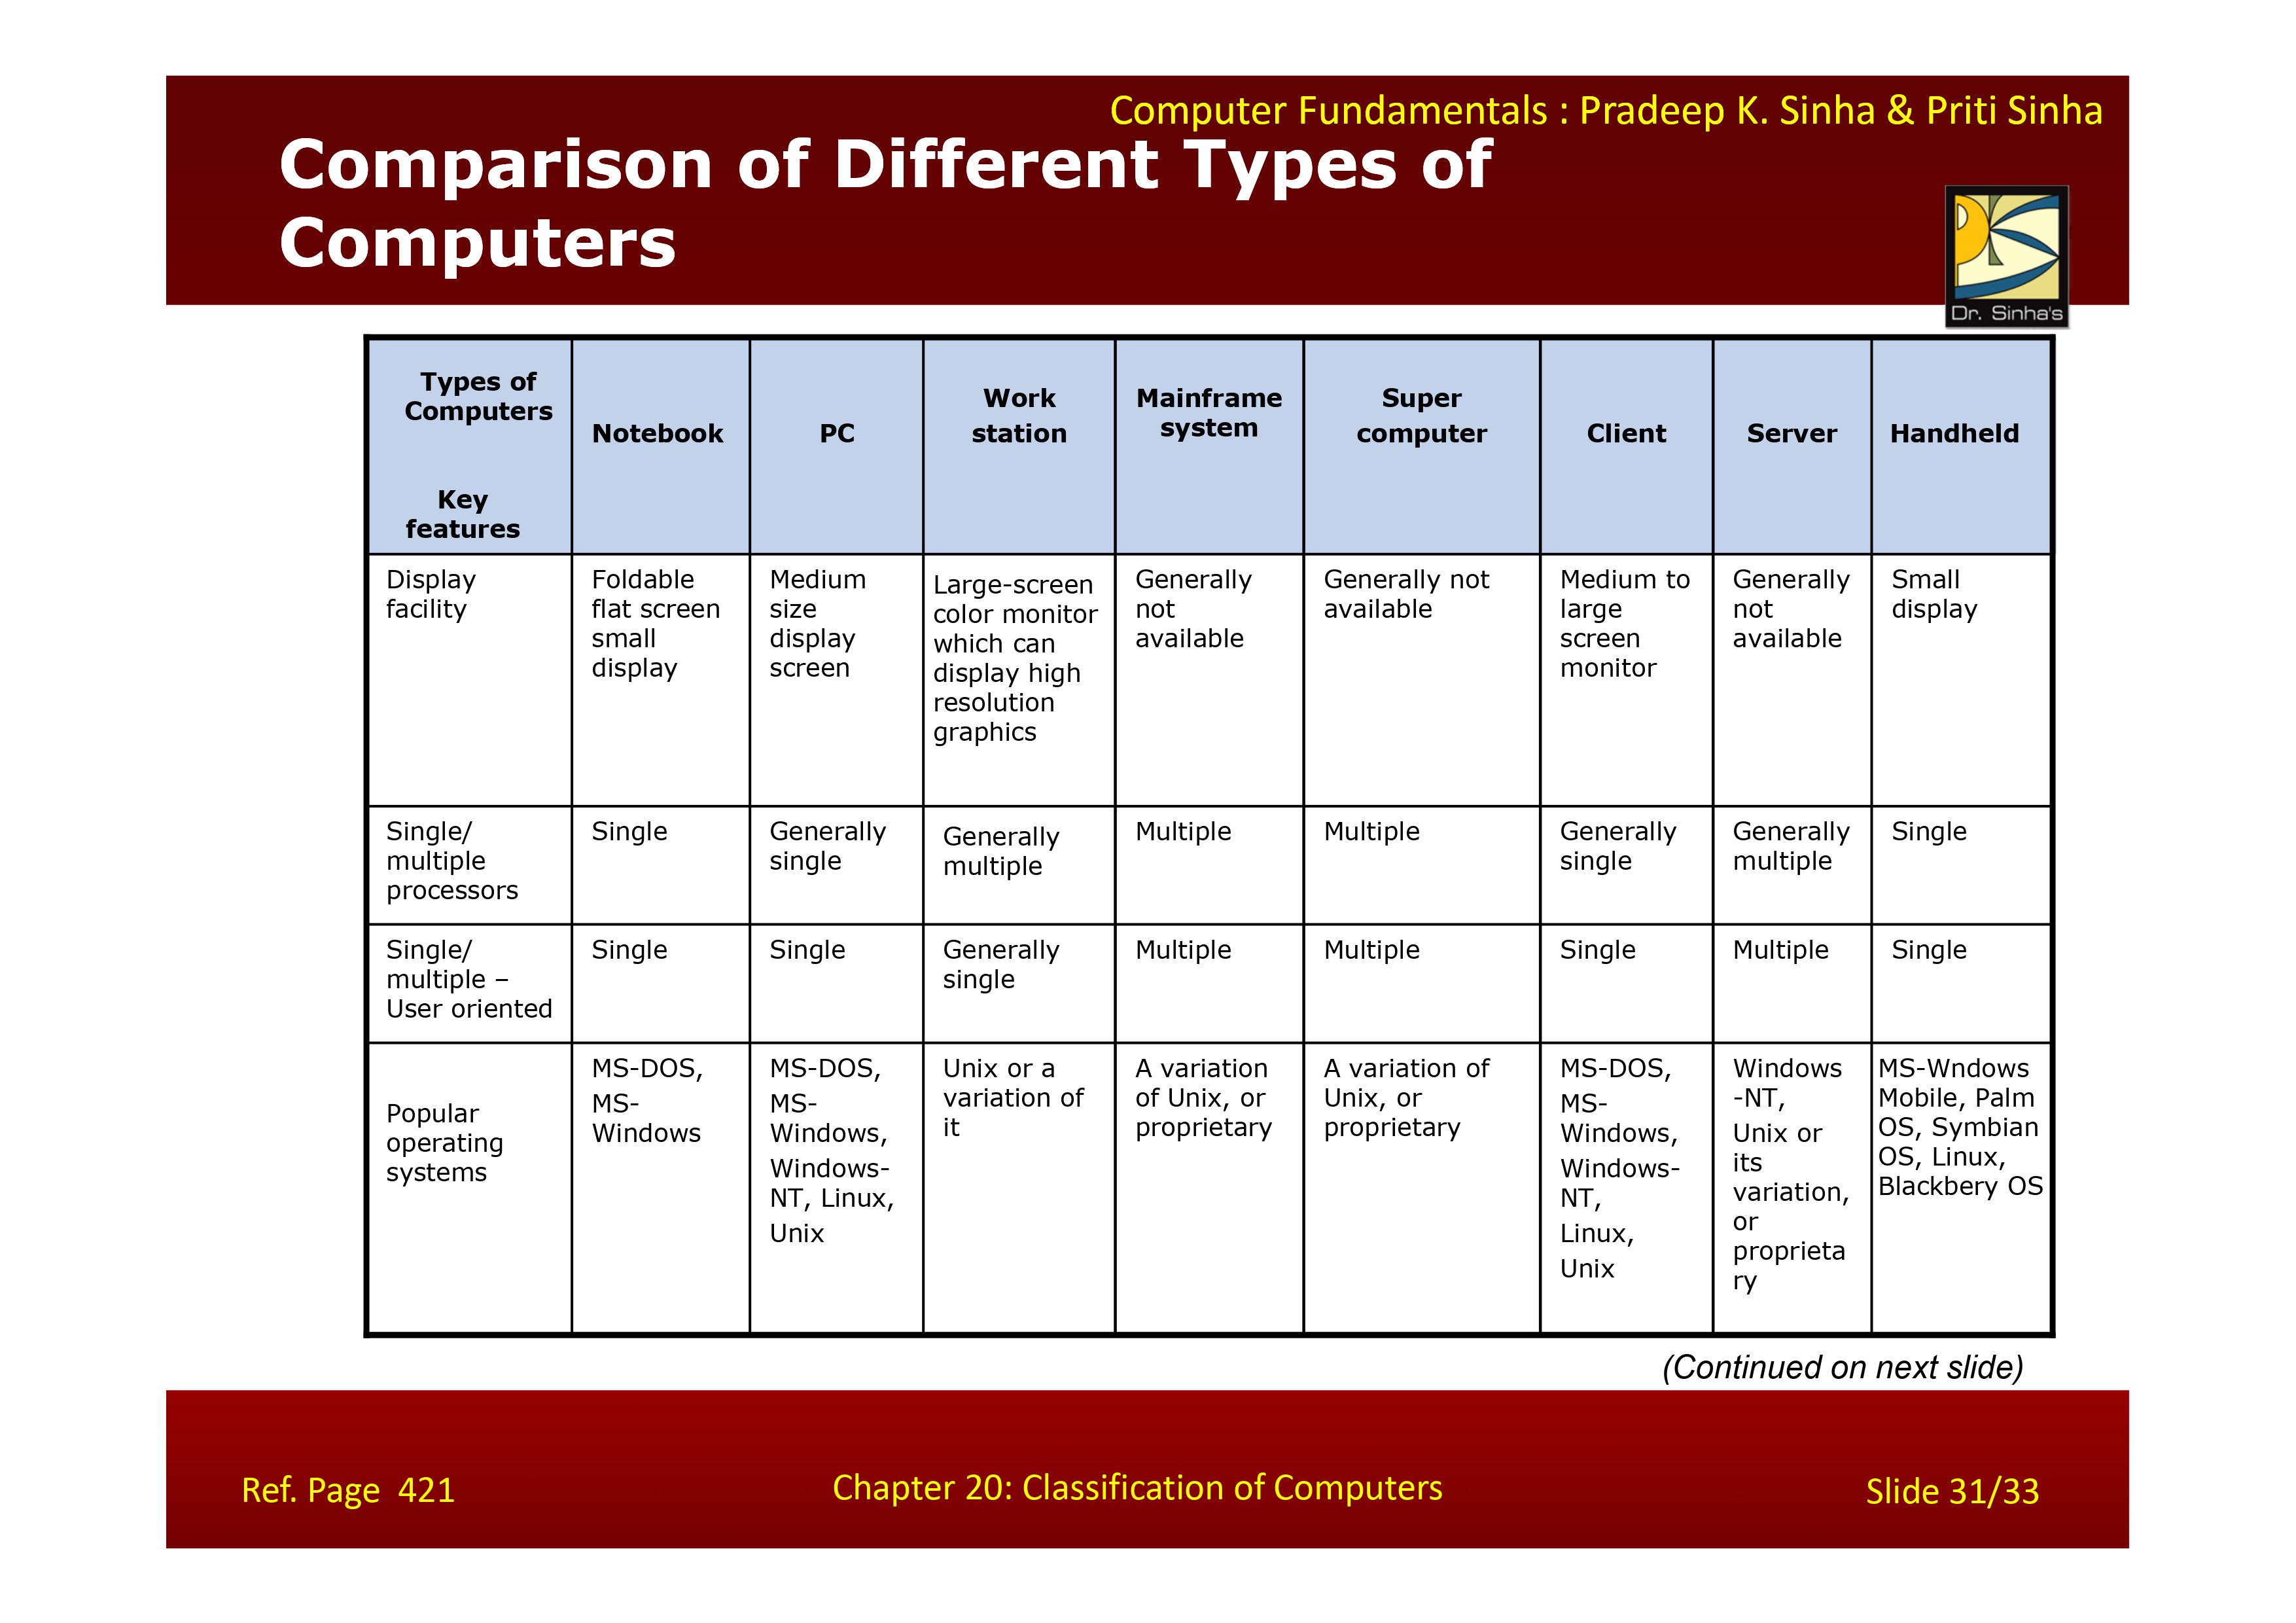 Computer Fundamentals : Pradeep K. Sinha & Priti Sinha
Comparison of Different Types of
Computers
Dr. Sinha's
Types of
Computers
Key
features
Notebook
PC
Work
station
Mainframe
system
Super
computer
Client
Server
Handheld
Display
facility
Foldable
flat screen
small
display
Medium
size
display
screen
Large-screen
color monitor
which can
display high
resolution
graphics
Generally
not
available
Generally not
available
Medium to
large
screen
monitor
Generally
not
available
Small
display
Single/
multiple
processors
Single
Generally
single
Generally
multiple
Multiple
Multiple
Generally
single
Generally
multiple
Single
Single/
multiple –
User oriented
Single
Single
Generally
single
Multiple
Multiple
Single
Multiple
Single
Popular
operating
systems
MS-DOS,
MS-
Windows
MS-DOS,
MS-
Windows,
Windows-
NT, Linux,
Unix
Unix or a
variation of
it
A variation
of Unix, or
proprietary
A variation of
Unix, or
proprietary
MS-DOS,
MS-
Windows,
Windows-
NT,
Linux,
Unix
Windows
-NT,
Unix or
its
variation,
or
proprieta
ry
MS-Wndows
Mobile, Palm
OS, Symbian
OS, Linux,
Blackbery OS
(Continued on next slide)
Ref. Page 421
Chapter 20: Classification of Computers
Slide 31/33